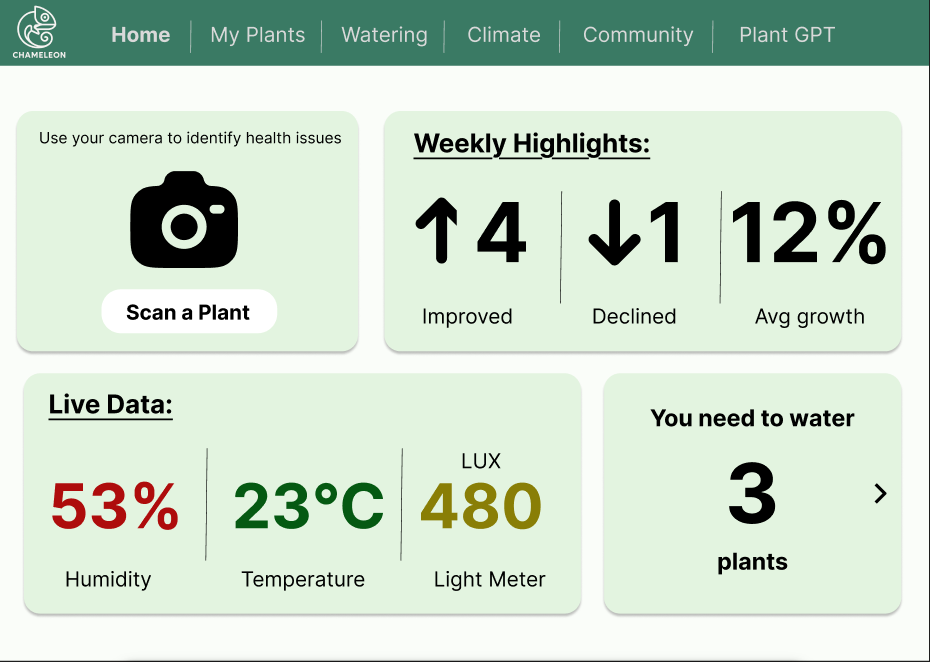 CHAMELEON
Home My Plants Watering Climate Community Plant GPT
Use your camera to identify health issues
Scan a Plant
Weekly Highlights:
↑4 ↓1 12%
Improved Declined Avg growth
Live Data:
LUX
53% 23°C 480
Humidity Temperature Light Meter
You need to water
3
plants